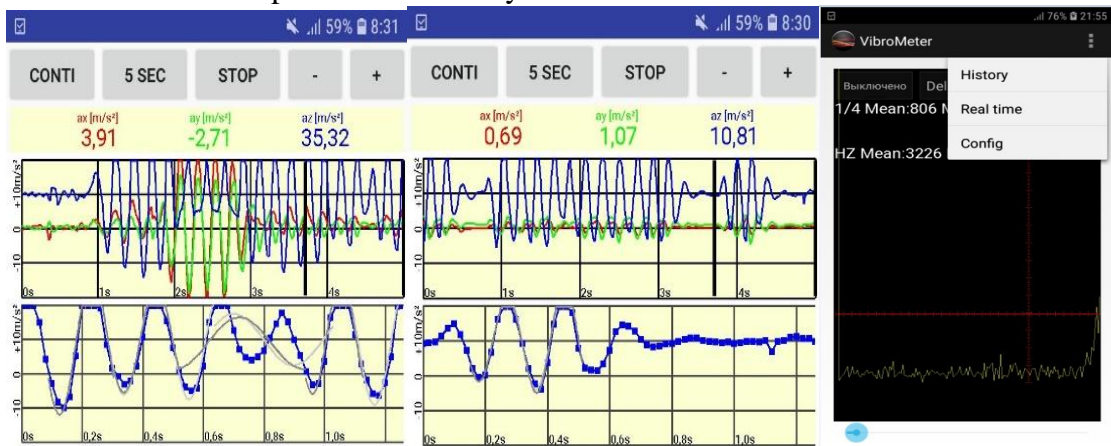 59% 8:31
CONTI 5 SEC STOP - +
ax [m/s²] ay [m/s²] az [m/s²]
3,91 -2,71 35,32
+10m/s²
0
-10
0s 1s 2s 3s 4s
+10m/s²
0
-10
0s 0,2s 0,4s 0,6s 0,8s 1,0s
59% 8:30
CONTI 5 SEC STOP - +
ax [m/s²] ay [m/s²] az [m/s²]
0,69 1,07 10,81
+10m/s²
0
-10
0s 1s 2s 3s 4s
+10m/s²
0
-10
0s 0,2s 0,4s 0,6s 0,8s 1,0s
76% 21:55
VibroMeter
History
Real time
Config
Выключено Del
1/4 Mean:806
HZ Mean:3226